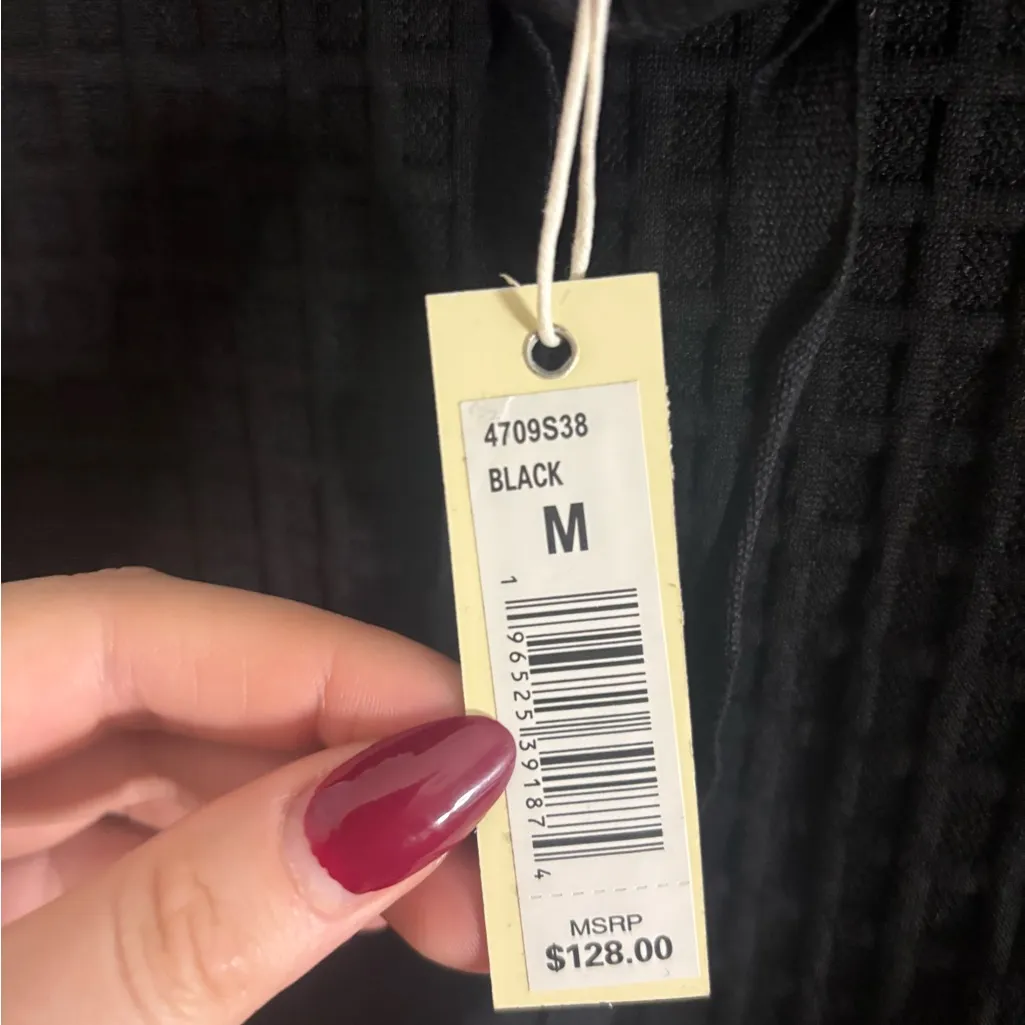 4709S38
BLACK
M
1 96525 39187 4
MSRP
$128.00